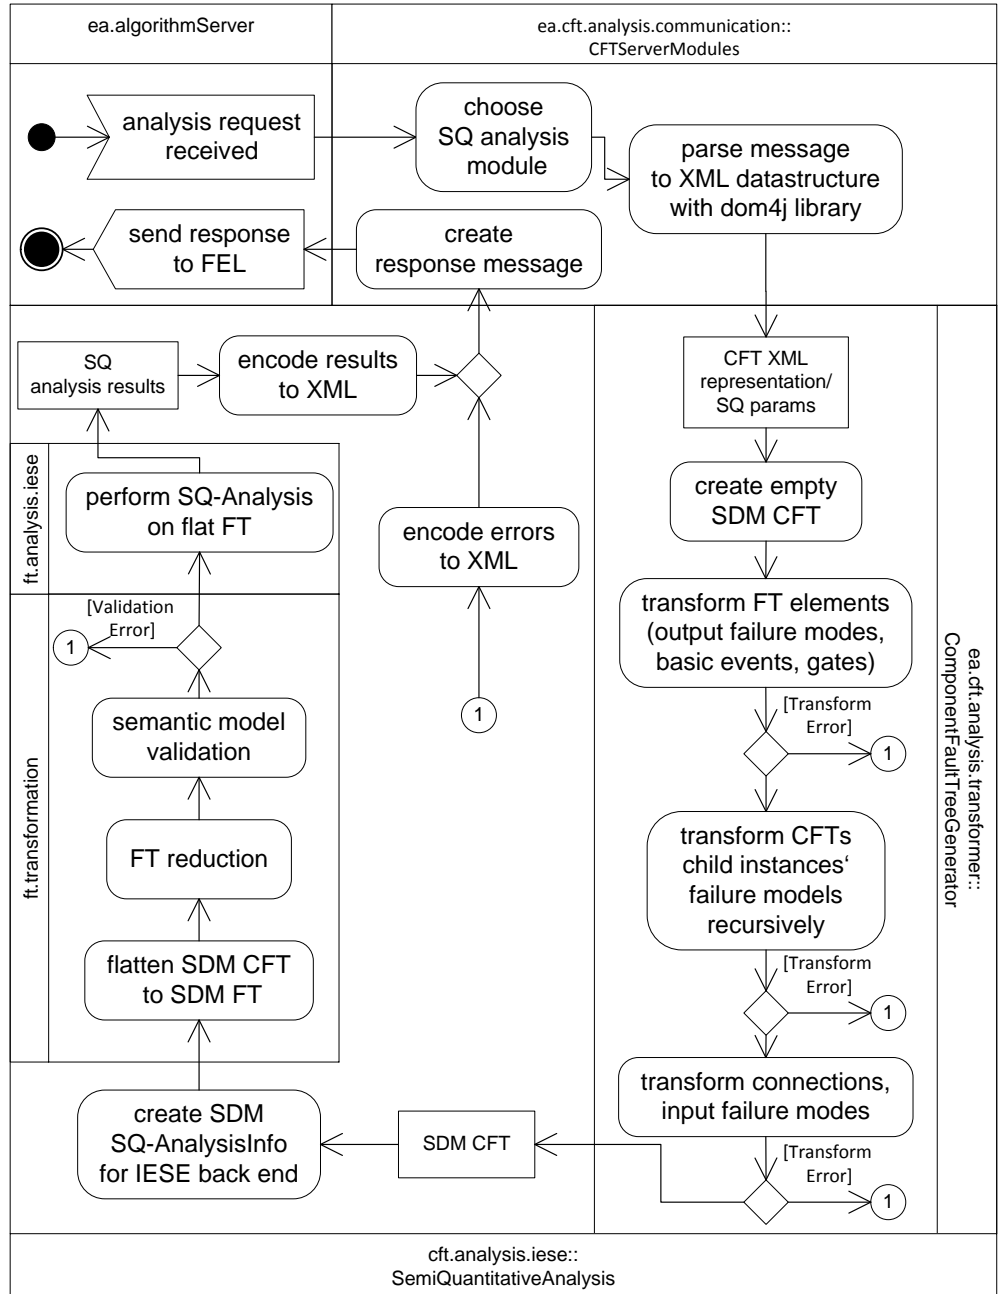 ea.algorithmServer
ea.cft.analysis.communication::
CFTServerModules
analysis request
received
choose
SQ analysis
module
parse message
to XML datastructure
with dom4j library
send response
to FEL
create
response message
SQ
analysis results
encode results
to XML
CFT XML
representation/
SQ params
create empty
SDM CFT
ft.analysis.iese
perform SQ-Analysis
on flat FT
encode errors
to XML
transform FT elements
(output failure modes,
basic events, gates)
[Validation
Error]
1
1
[Transform
Error]
1
ft.transformation
semantic model
validation
FT reduction
flatten SDM CFT
to SDM FT
transform CFTs
child instances‘
failure models
recursively
[Transform
Error]
1
ea.cft.analysis.transformer::
ComponentFaultTreeGenerator
transform connections,
input failure modes
[Transform
Error]
1
create SDM
SQ-AnalysisInfo
for IESE back end
SDM CFT
cft.analysis.iese::
SemiQuantitativeAnalysis